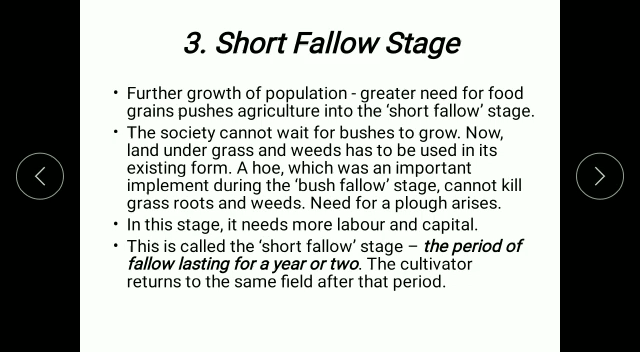 3. Short Fallow Stage
• Further growth of population - greater need for food
grains pushes agriculture into the ‘short fallow’ stage.
• The society cannot wait for bushes to grow. Now,
land under grass and weeds has to be used in its
existing form. A hoe, which was an important
implement during the ‘bush fallow’ stage, cannot kill
grass roots and weeds. Need for a plough arises.
• In this stage, it needs more labour and capital.
• This is called the ‘short fallow’ stage – the period of
fallow lasting for a year or two. The cultivator
returns to the same field after that period.